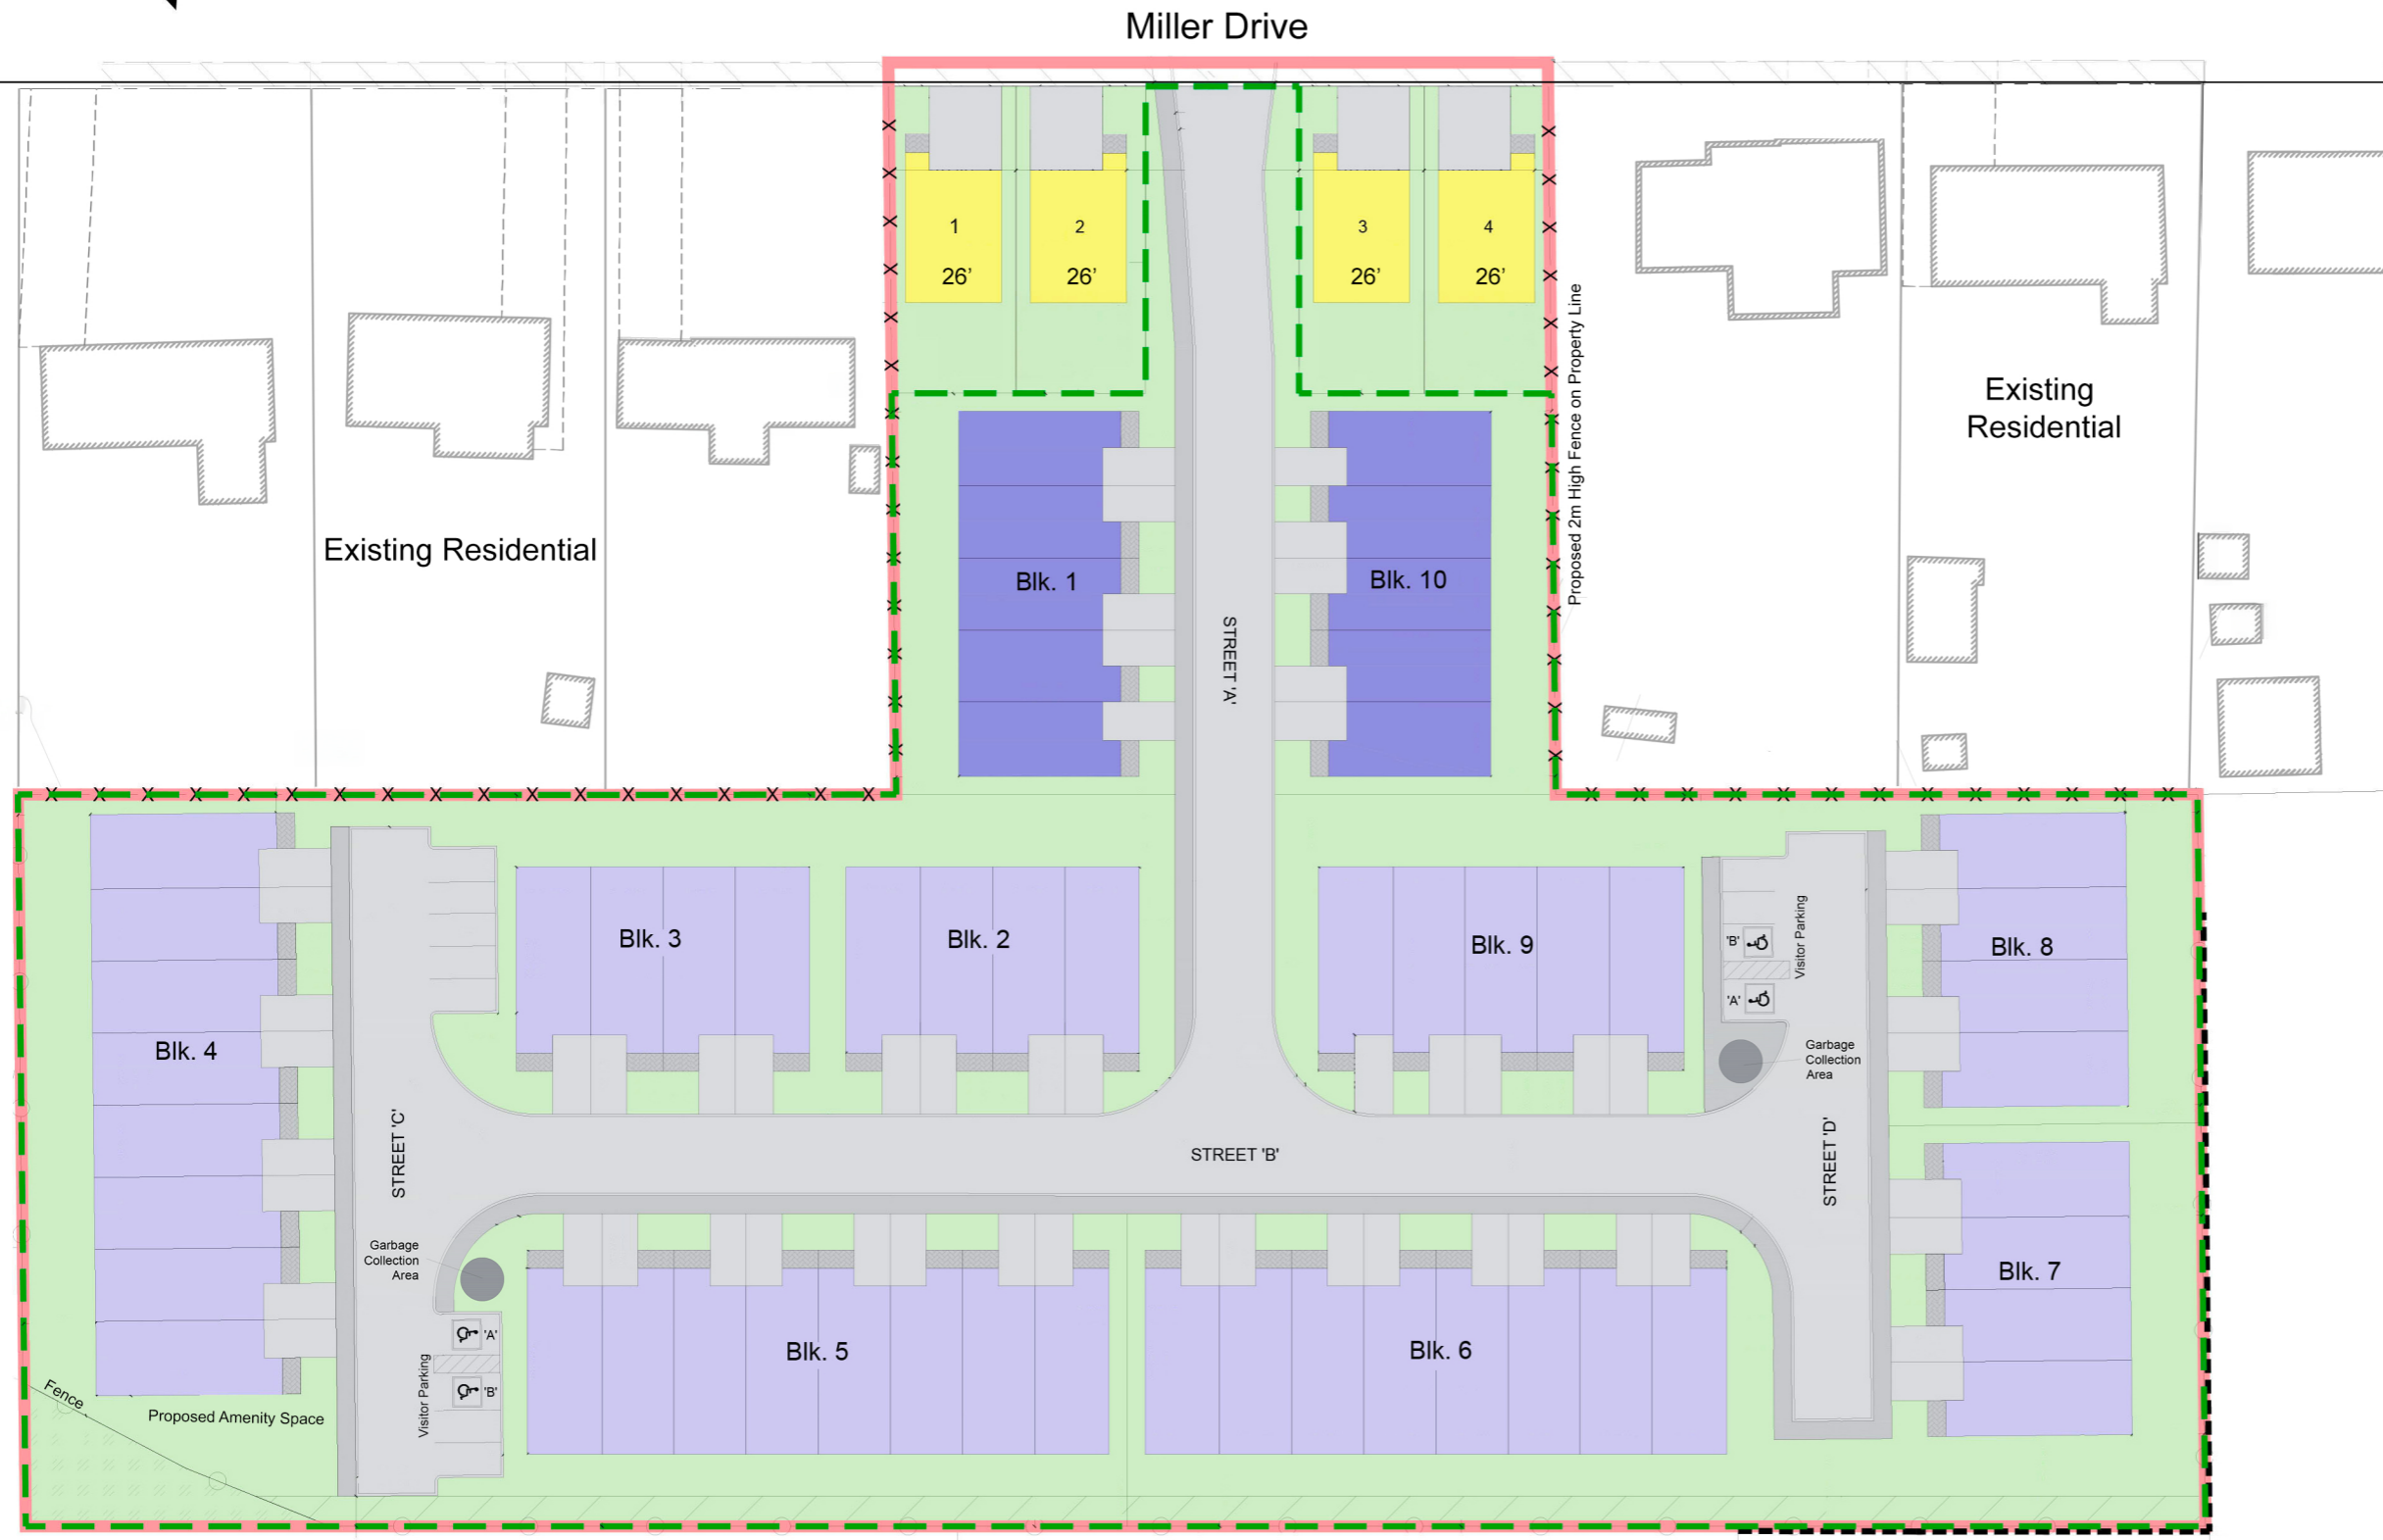 Miller Drive
1
26’
2
26’
3
26’
4
26’
Proposed 2m High Fence on Property Line
Existing
Residential
Existing Residential
Blk. 1
Blk. 10
STREET 'A'
Blk. 3
Blk. 2
Blk. 9
Blk. 8
'B'
'A'
Visitor Parking
Garbage
Collection
Area
Blk. 4
STREET 'C'
STREET 'B'
STREET 'D'
Garbage
Collection
Area
Blk. 7
'A'
'B'
Visitor Parking
Blk. 5
Blk. 6
Fence
Proposed Amenity Space